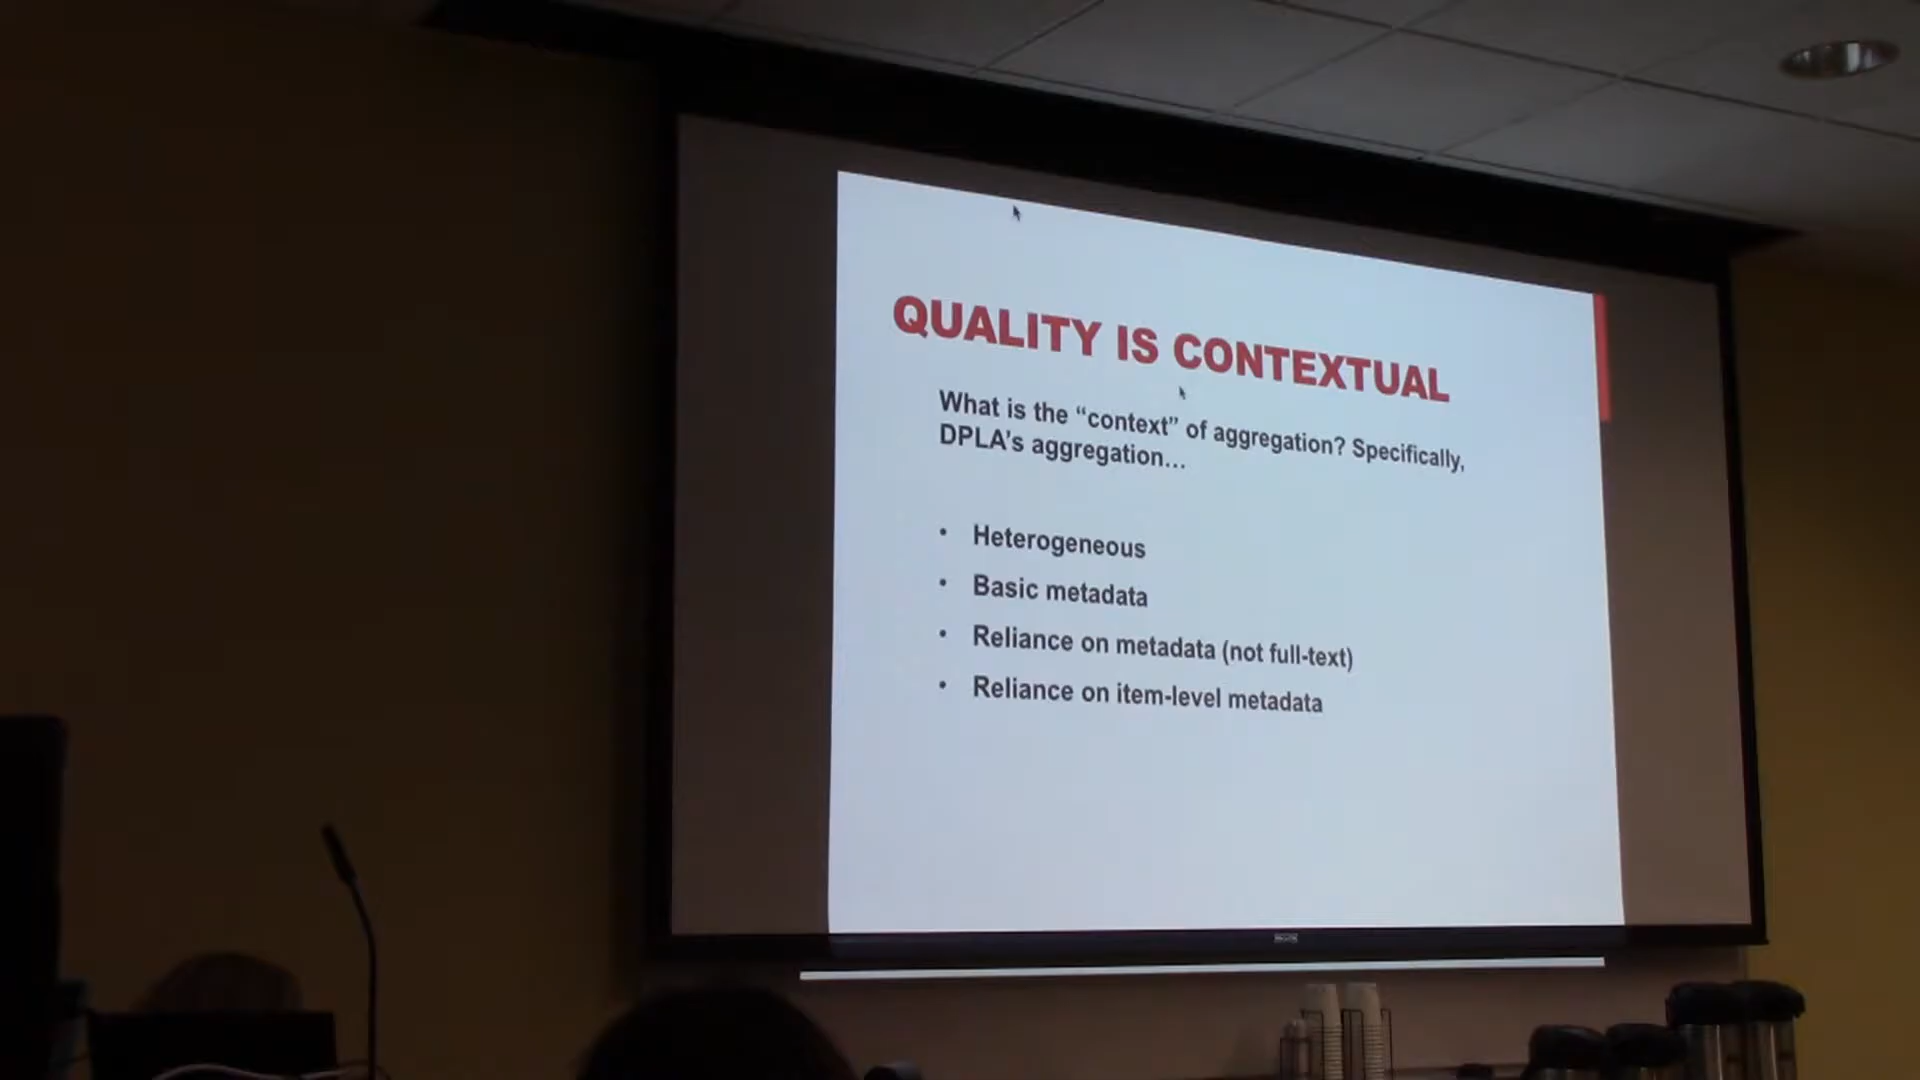 QUALITY IS CONTEXTUAL
What is the “context” of aggregation? Specifically,
DPLA’s aggregation…
• Heterogeneous
• Basic metadata
• Reliance on metadata (not full-text)
• Reliance on item-level metadata